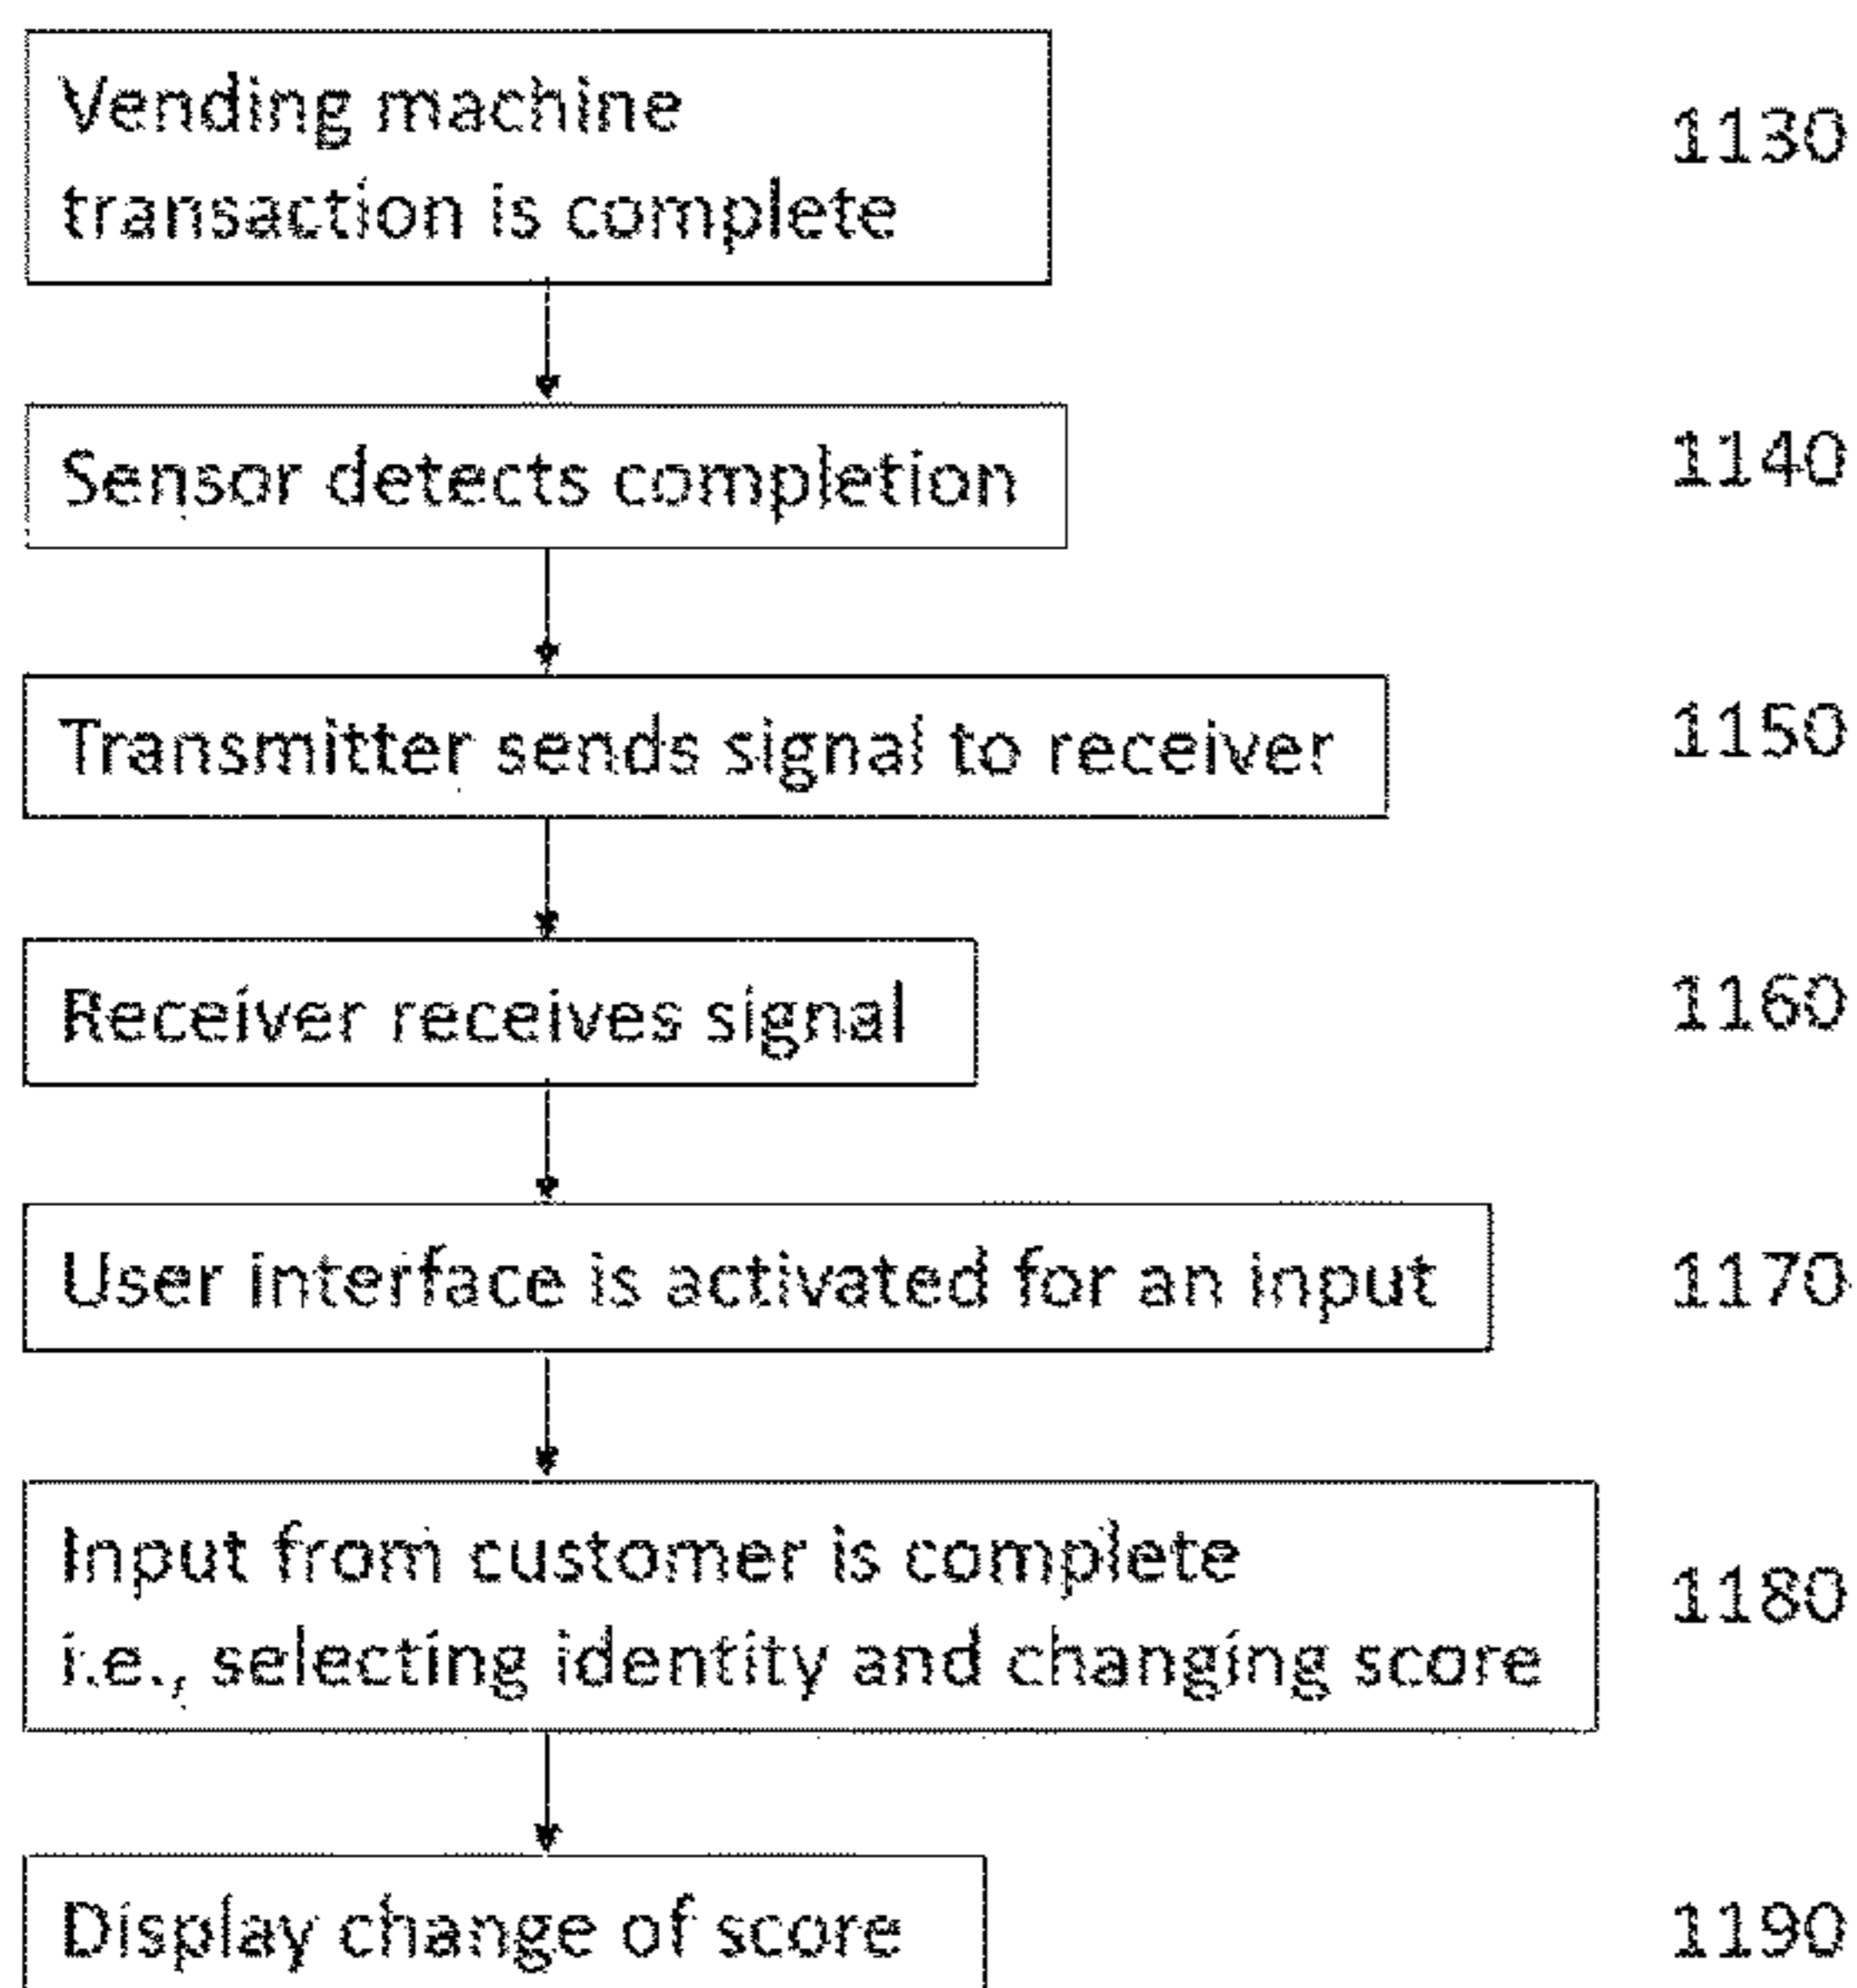 Vending machine
transaction is complete
1130
Sensor detects completion
1140
Transmitter sends signal to receiver
1150
Receiver receives signal
1160
User interface is activated for an input
1170
Input from customer is complete
i.e., selecting identity and changing score
1180
Display change of score
1190